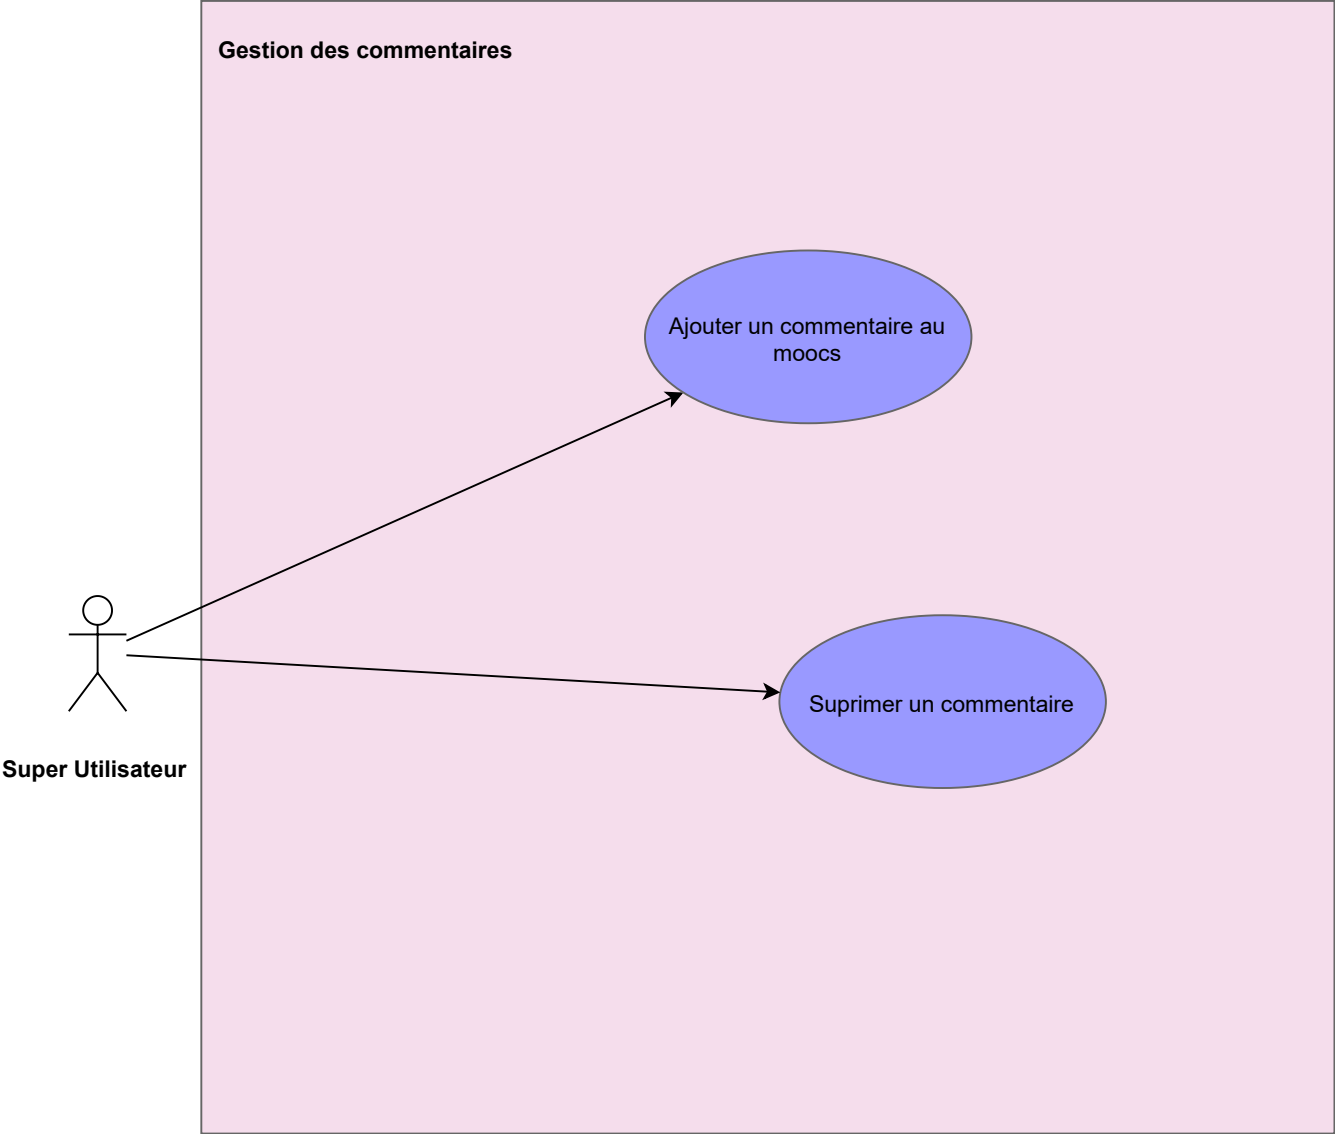 Gestion des commentaires
Ajouter un commentaire au
moocs
Suprimer un commentaire
Super Utilisateur